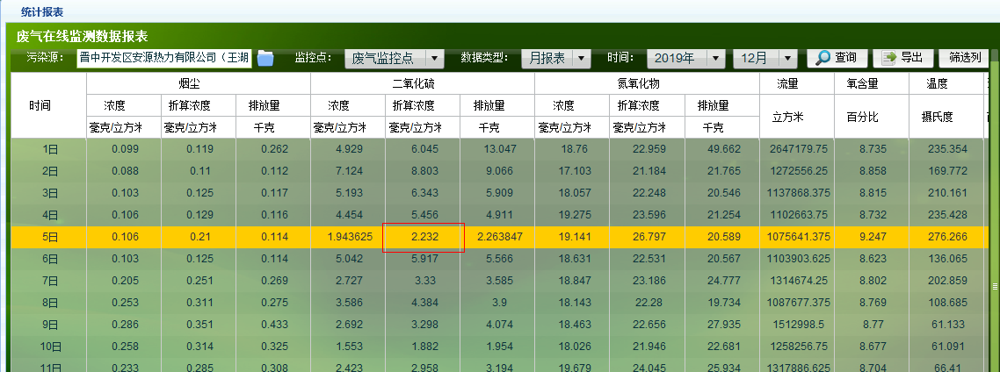 统计报表
废气在线监测数据报表
污染源： 晋中开发区安源热力有限公司（王湖 监控点： 废气监控点 数据类型： 月报表 时间： 2019年 12月 查询 导出 筛选列
时间 烟尘 二氧化硫 氮氧化物 流量 氧含量 温度
浓度 折算浓度 排放量 浓度 折算浓度 排放量 浓度 折算浓度 排放量 立方米 百分比 摄氏度
毫克/立方米 毫克/立方米 千克 毫克/立方米 毫克/立方米 千克 毫克/立方米 毫克/立方米 千克
1日 0.099 0.119 0.262 4.929 6.045 13.047 18.76 22.959 49.662 2647179.75 8.735 235.354
2日 0.088 0.11 0.112 7.124 8.803 9.066 17.103 21.184 21.765 1272556.25 8.858 169.772
3日 0.103 0.125 0.117 5.193 6.343 5.909 18.057 22.248 20.546 1137868.375 8.815 210.161
4日 0.106 0.129 0.116 4.454 5.456 4.911 19.275 23.596 21.254 1102663.75 8.732 235.428
5日 0.106 0.21 0.114 1.943625 2.232 2.263847 19.141 26.797 20.589 1075641.375 9.247 276.266
6日 0.103 0.125 0.114 5.042 5.917 5.566 18.631 22.531 20.567 1103903.625 8.623 136.065
7日 0.205 0.251 0.269 2.727 3.33 3.585 18.847 23.186 24.777 1314674.25 8.802 202.859
8日 0.253 0.311 0.275 3.586 4.384 3.9 18.143 22.28 19.734 1087677.375 8.769 108.685
9日 0.286 0.351 0.433 2.692 3.298 4.074 18.463 22.656 27.935 1512998.5 8.77 61.133
10日 0.258 0.314 0.325 1.553 1.882 1.954 18.026 21.946 22.681 1258256.75 8.677 61.091
11日 0.233 0.285 0.308 2.423 2.958 3.194 19.679 24.045 25.934 1317886.625 8.704 66.41